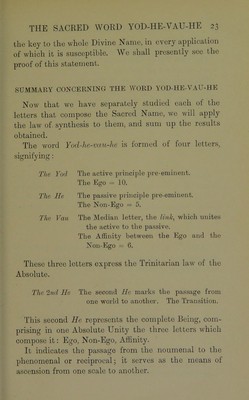 THE SACRED WORD YOD-HE-VAU-HE 23
the key to the whole Divine Name, in every application
of which it is susceptible. We shall presently see the
proof of this statement.
SUMMARY CONCERNING THE WORD YOD-HE-VAU-HE
Now that we have separately studied each of the
letters that compose the Sacred Name, we will apply
the law of synthesis to them, and sum up the results
obtained.
The word Yod-he-vau-he is formed of four letters,
signifying:
The Yod The active principle pre-eminent.
The Ego = 10.
The He The passive principle pre-eminent.
The Non-Ego = 5.
The Vau The Median letter, the link, which unites
the active to the passive.
The Affinity between the Ego and the
Non-Ego = 6.
These three letters express the Trinitarian law of the
Absolute.
The 2nd He The second He marks the passage from
one world to another. The Transition.
This second He represents the complete Being, com-
prising in one Absolute Unity the three letters which
compose it: Ego, Non-Ego, Affinity.
It indicates the passage from the noumenal to the
phenomenal or reciprocal; it serves as the means of
ascension from one scale to another.